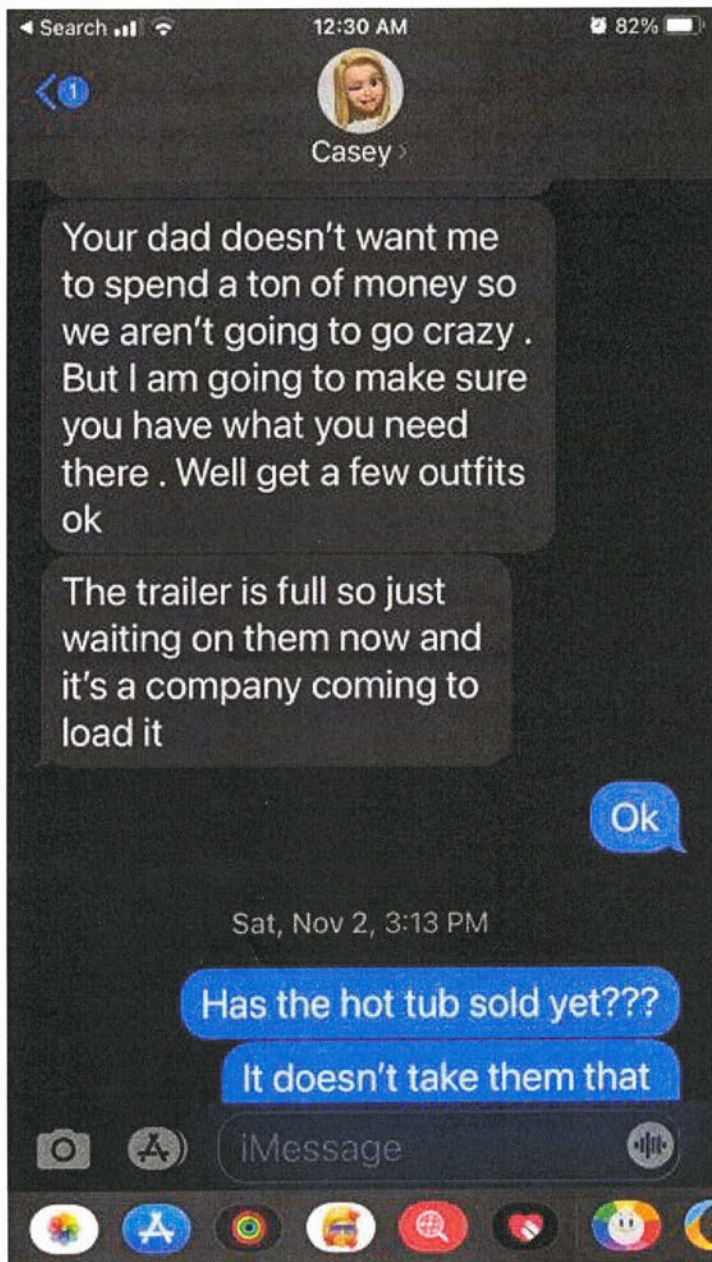 Search
12:30 AM
82%
1
Casey
Your dad doesn't want me
to spend a ton of money so
we aren't going to go crazy .
But I am going to make sure
you have what you need
there . Well get a few outfits
ok
The trailer is full so just
waiting on them now and
it's a company coming to
load it
Ok
Sat, Nov 2, 3:13 PM
Has the hot tub sold yet???
It doesn't take them that
iMessage